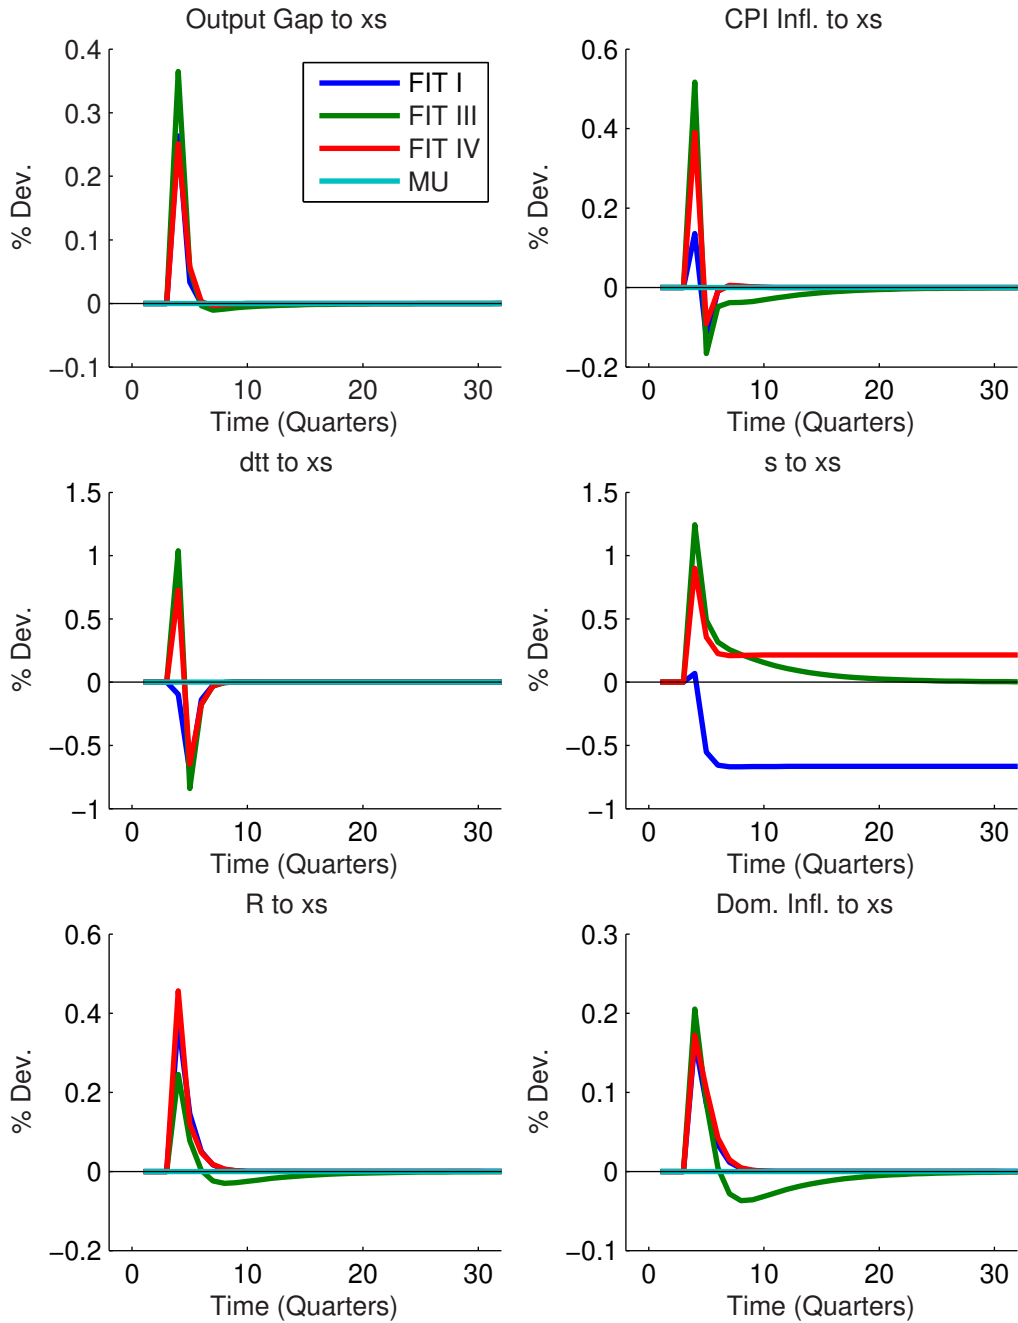 Output Gap to xs
0.4
0.3
0.2
0.1
0
−0.1
% Dev.
0 10 20 30
Time (Quarters)
FIT I
FIT III
FIT IV
MU
CPI Infl. to xs
0.6
0.4
0.2
0
−0.2
% Dev.
0 10 20 30
Time (Quarters)
dtt to xs
1.5
1
0.5
0
−0.5
−1
% Dev.
0 10 20 30
Time (Quarters)
s to xs
1.5
1
0.5
0
−0.5
−1
% Dev.
0 10 20 30
Time (Quarters)
R to xs
0.6
0.4
0.2
0
−0.2
% Dev.
0 10 20 30
Time (Quarters)
Dom. Infl. to xs
0.3
0.2
0.1
0
−0.1
% Dev.
0 10 20 30
Time (Quarters)